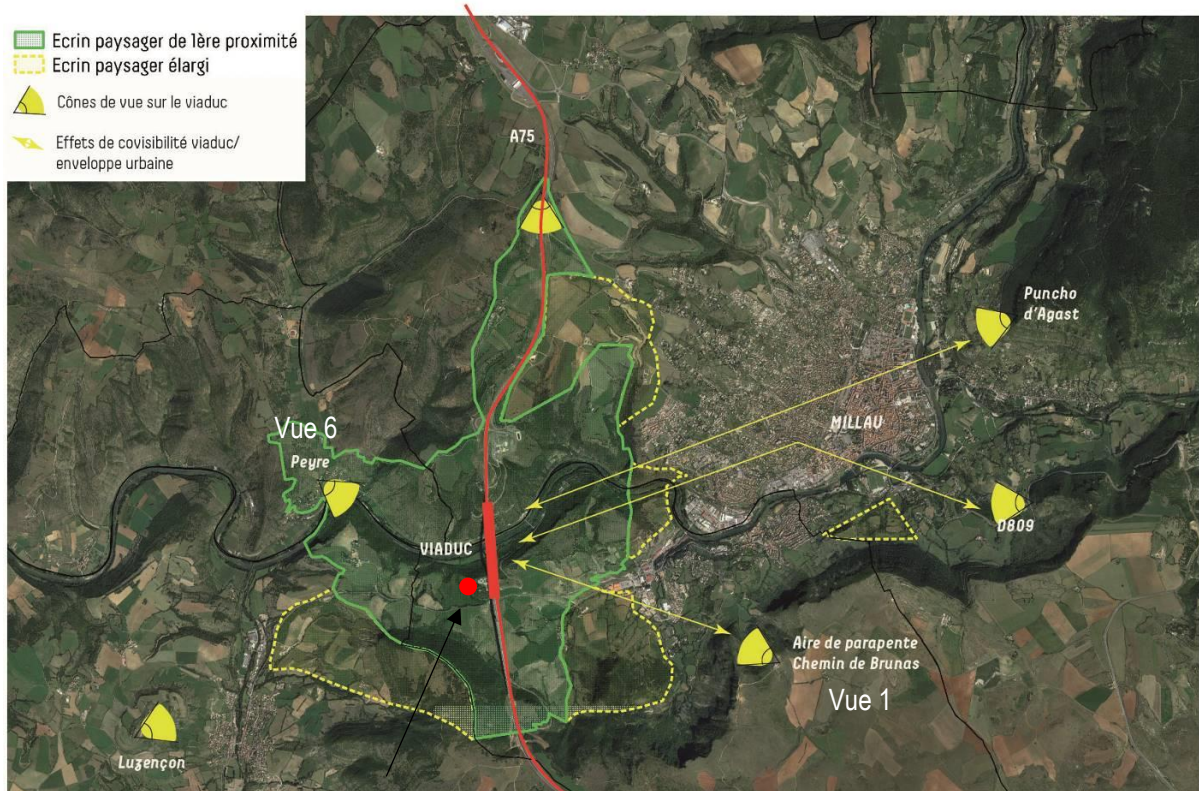 Ecrin paysager de 1ère proximité
Ecrin paysager élargi
Cônes de vue sur le viaduc
Effets de covisibilité viaduc/
enveloppe urbaine
A75
Puncho
d'Agast
Vue 6
Peyre
MILLAU
D809
VIADUC
Aire de parapente
Chemin de Brunas
Vue 1
Luzençon